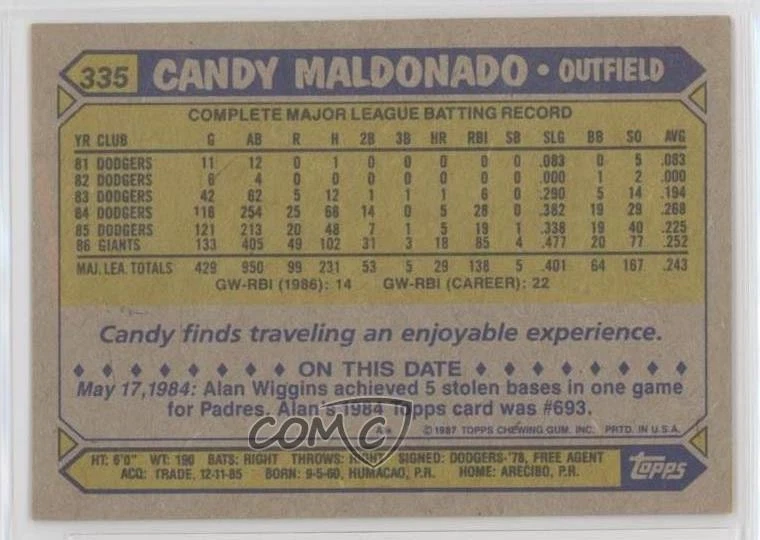 335 CANDY MALDONADO • OUTFIELD
COMPLETE MAJOR LEAGUE BATTING RECORD
YR CLUB G AB R H 2B 3B HR RBI SB SLG BB SO AVG
81 DODGERS 11 12 0 1 0 0 0 0 0 .083 0 5 .083
82 DODGERS 6 4 0 0 0 0 0 0 0 .000 1 2 .000
83 DODGERS 42 62 5 12 1 1 1 6 0 .290 5 14 .194
84 DODGERS 116 254 25 68 14 0 5 28 0 .382 19 29 .268
85 DODGERS 121 213 20 48 7 1 5 19 1 .338 19 40 .225
86 GIANTS 133 405 49 102 31 3 18 85 4 .477 20 77 .252
MAJ. LEA. TOTALS 429 950 99 231 53 5 29 138 5 .401 64 167 .243
GW-RBI (1986): 14 GW-RBI (CAREER): 22
Candy finds traveling an enjoyable experience.
♦ ♦ ♦ ♦ ♦ ♦ ♦ ♦ ON THIS DATE ♦ ♦ ♦ ♦ ♦ ♦ ♦ ♦
May 17, 1984: Alan Wiggins achieved 5 stolen bases in one game
for Padres. Alan's 1984 Topps card was #693.
COMC
A* © 1987 TOPPS CHEWING GUM, INC. PRTD. IN U.S.A.
HT: 6'0" WT: 190 BATS: RIGHT THROWS: RIGHT SIGNED: DODGERS-'78, FREE AGENT
ACQ: TRADE, 12-11-85 BORN: 9-5-60, HUMACAO, P.R. HOME: ARECIBO, P.R.
topps